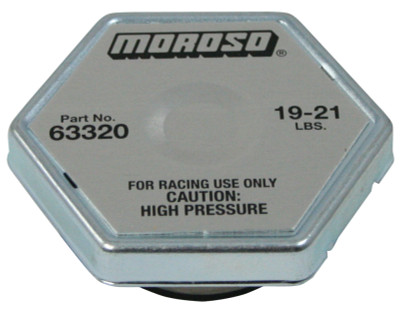 MOROSO®
Part No.
63320
19-21
LBS.
FOR RACING USE ONLY
CAUTION:
HIGH PRESSURE